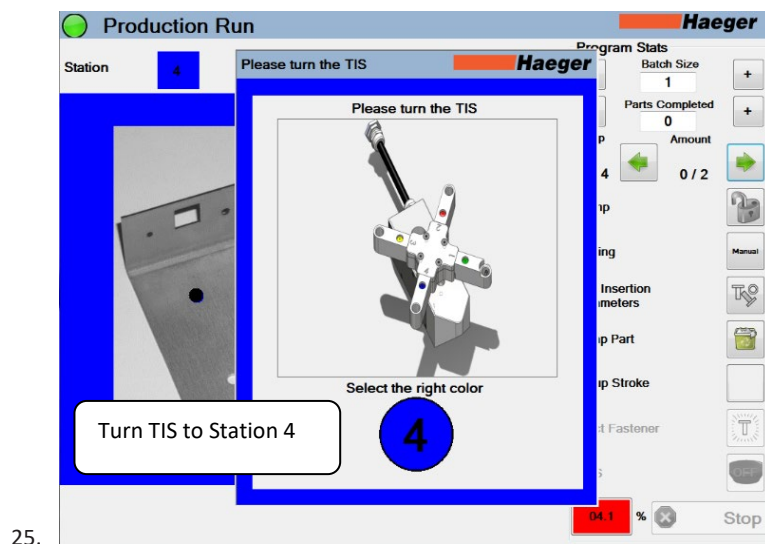 Production Run
Haeger
Station
4
Please turn the TIS
Haeger
Please turn the TIS
Select the right color
4
Turn TIS to Station 4
Program Stats
Batch Size
1
+
Parts Completed
0
+
Amount
4
0 / 2
Manual
Insertion
Part
Stroke
Fastener
T
OFF
04.1
%
Stop
25.